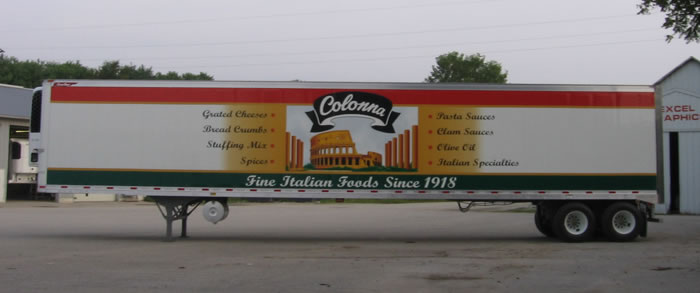 Colonna
Grated Cheeses
Bread Crumbs
Stuffing Mix
Spices
Pasta Sauces
Clam Sauces
Olive Oil
Italian Specialties
Fine Italian Foods Since 1918
EXCEL
APHIC